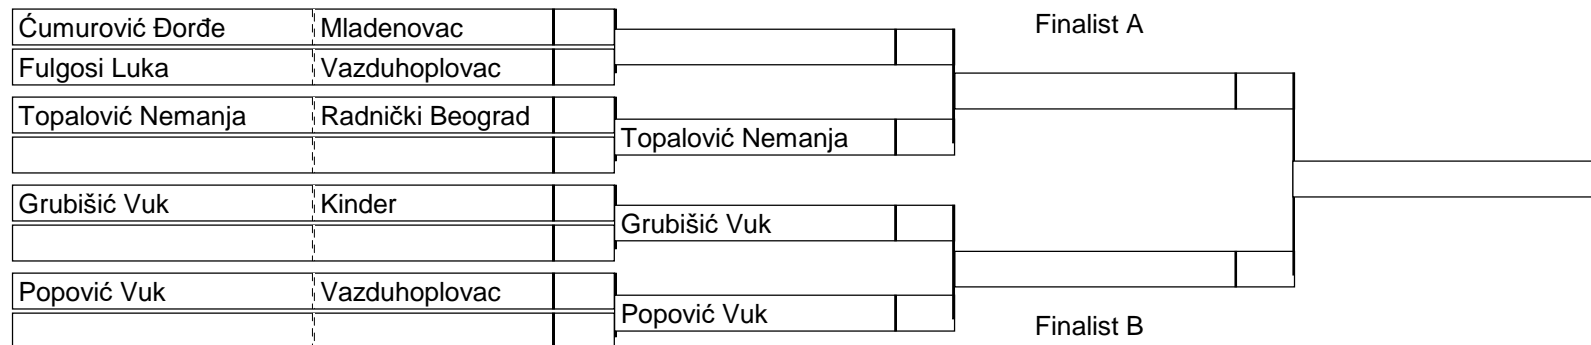 Ćumurović Đorđe Mladenovac
Fulgosi Luka Vazduhoplovac
Topalović Nemanja Radnički Beograd
Grubišić Vuk Kinder
Popović Vuk Vazduhoplovac
Topalović Nemanja
Grubišić Vuk
Popović Vuk
Finalist A
Finalist B